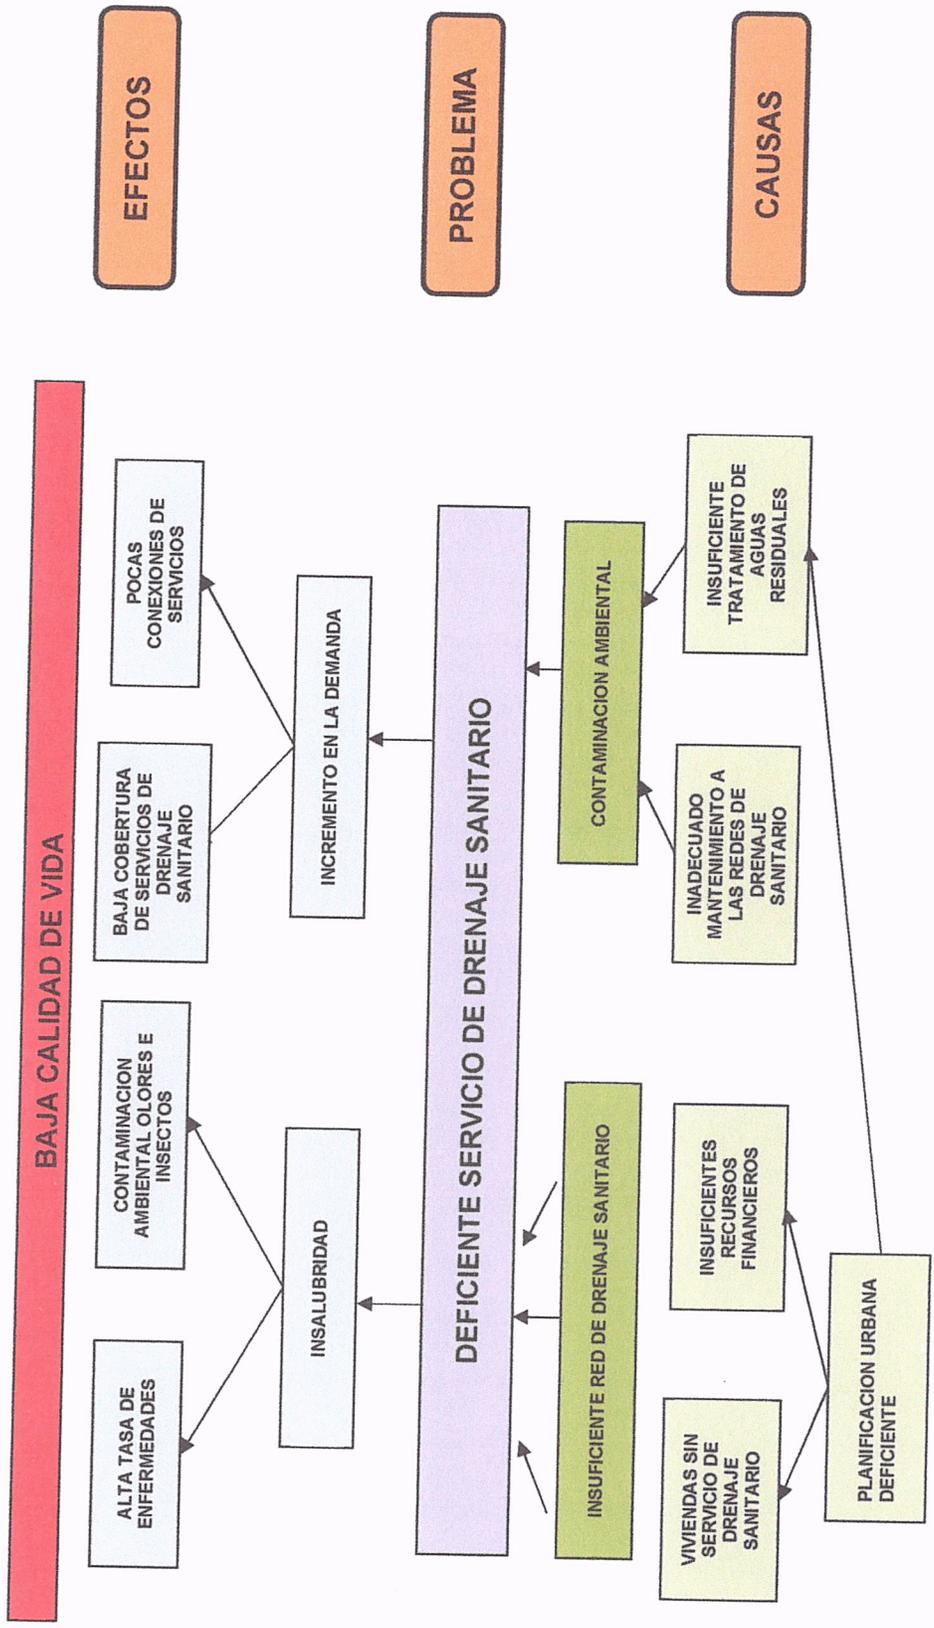 BAJA CALIDAD DE VIDA
EFECTOS
ALTA TASA DE
ENFERMEDADES
CONTAMINACION
AMBIENTAL OLORES E
INSECTOS
BAJA COBERTURA
DE SERVICIOS DE
DRENAJE
SANITARIO
POCAS
CONEXIONES DE
SERVICIOS
INSALUBRIDAD
INCREMENTO EN LA DEMANDA
PROBLEMA
DEFICIENTE SERVICIO DE DRENAJE SANITARIO
INSUFICIENTE RED DE DRENAJE SANITARIO
CONTAMINACION AMBIENTAL
CAUSAS
VIVIENDAS SIN
SERVICIO DE
DRENAJE
SANITARIO
INSUFICIENTES
RECURSOS
FINANCIEROS
INADECUADO
MANTENIMIENTO A
LAS REDES DE
DRENAJE
SANITARIO
INSUFICIENTE
TRATAMIENTO DE
AGUAS
RESIDUALES
PLANIFICACION URBANA
DEFICIENTE